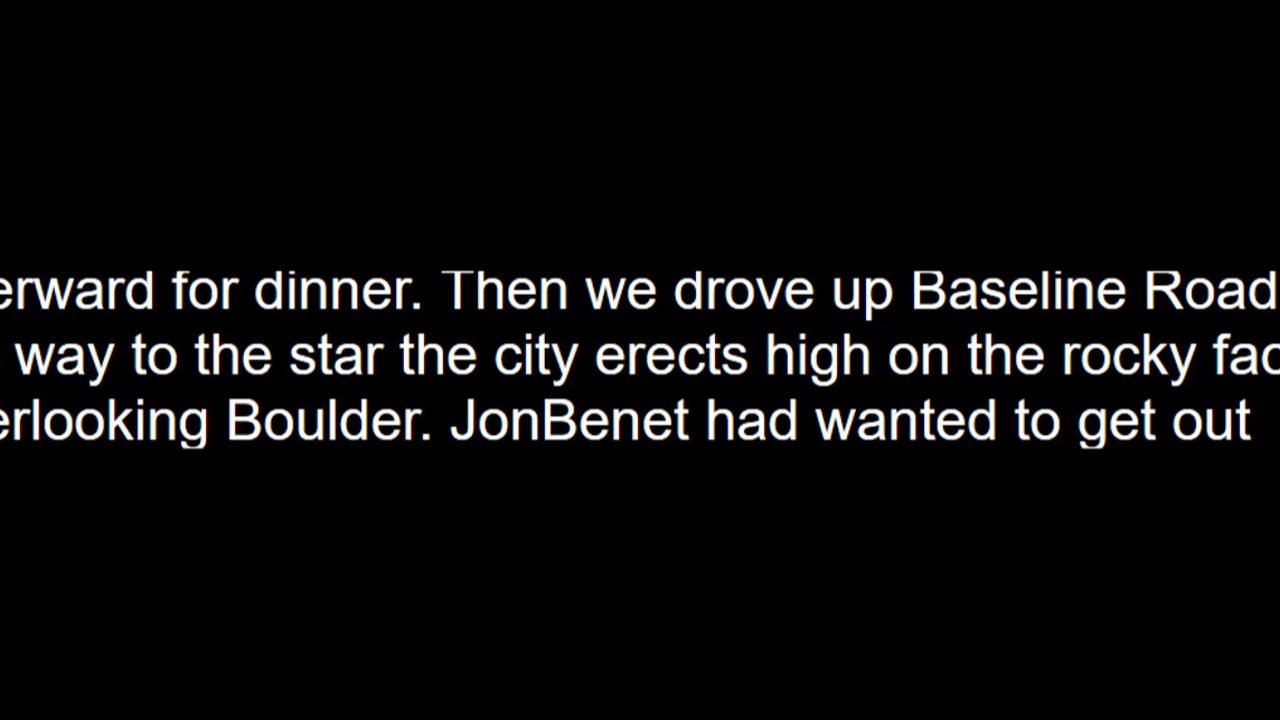 erward for dinner. Then we drove up Baseline Road
way to the star the city erects high on the rocky fac
erlooking Boulder. JonBenet had wanted to get out